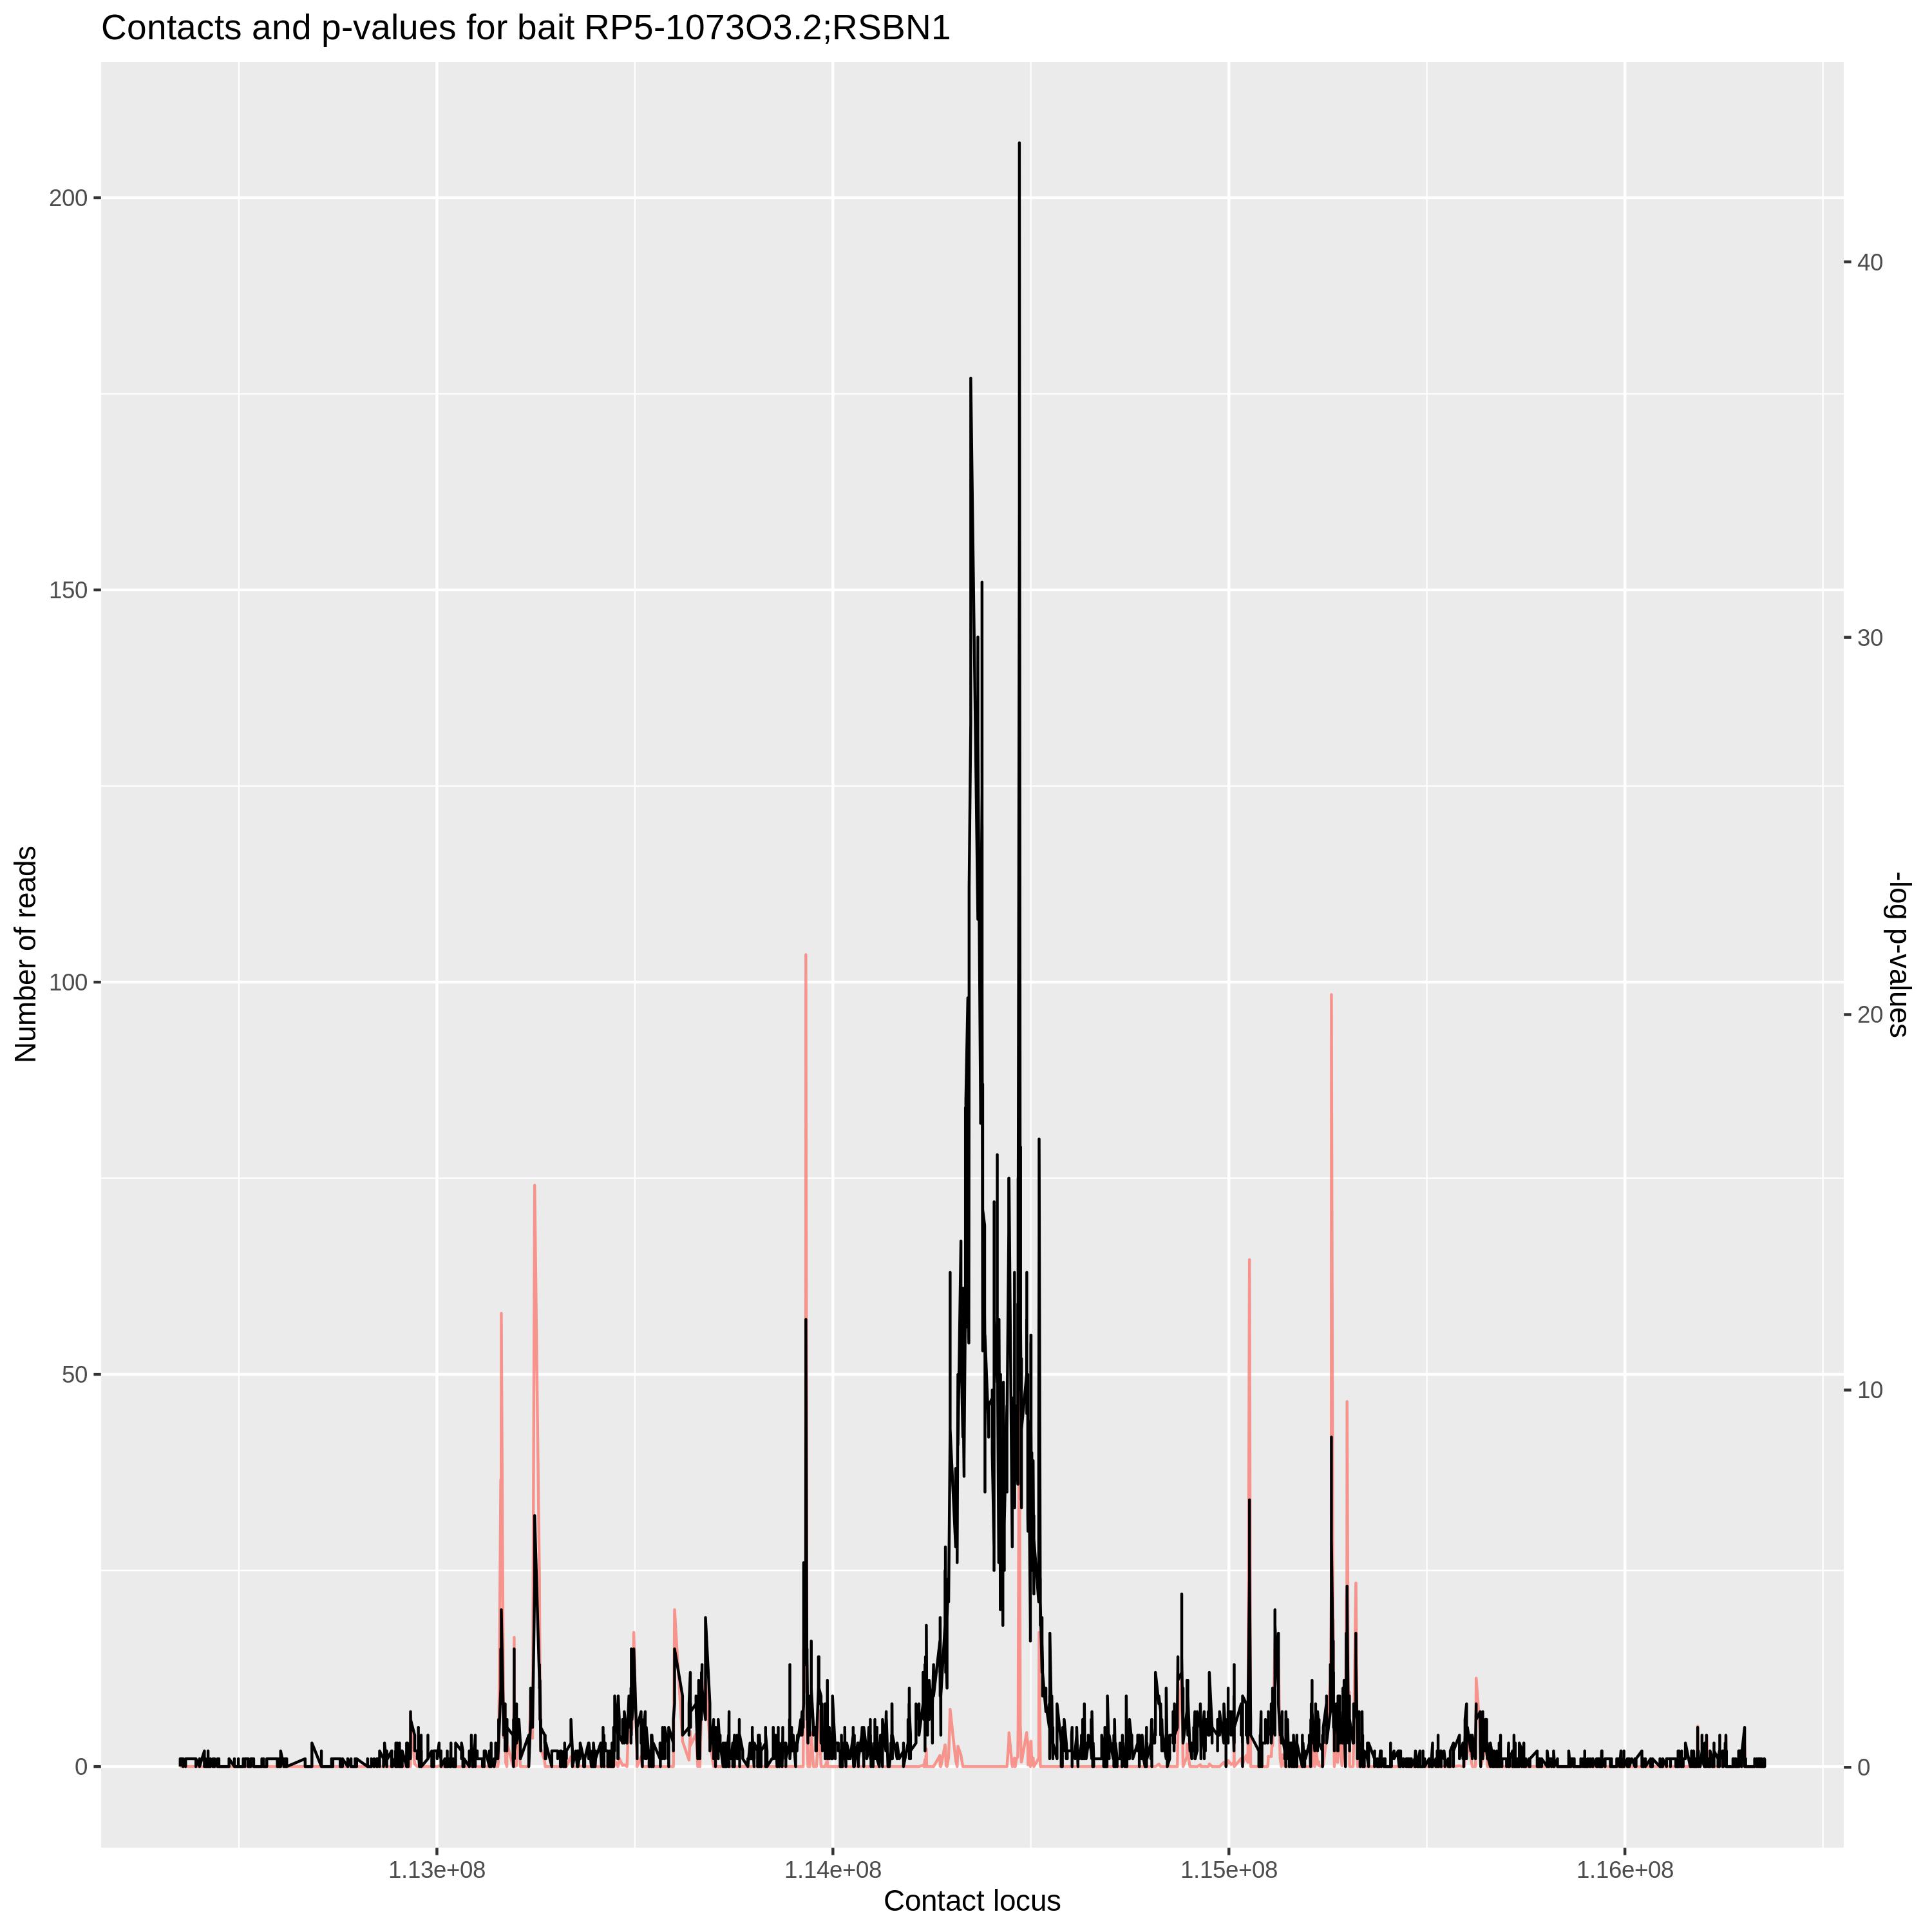 Contacts and p-values for bait RP5-1073O3.2;RSBN1
200
150
100
50
0
Number of reads
40
30
20
10
0
-log p-values
1.13e+08
1.14e+08
1.15e+08
1.16e+08
Contact locus